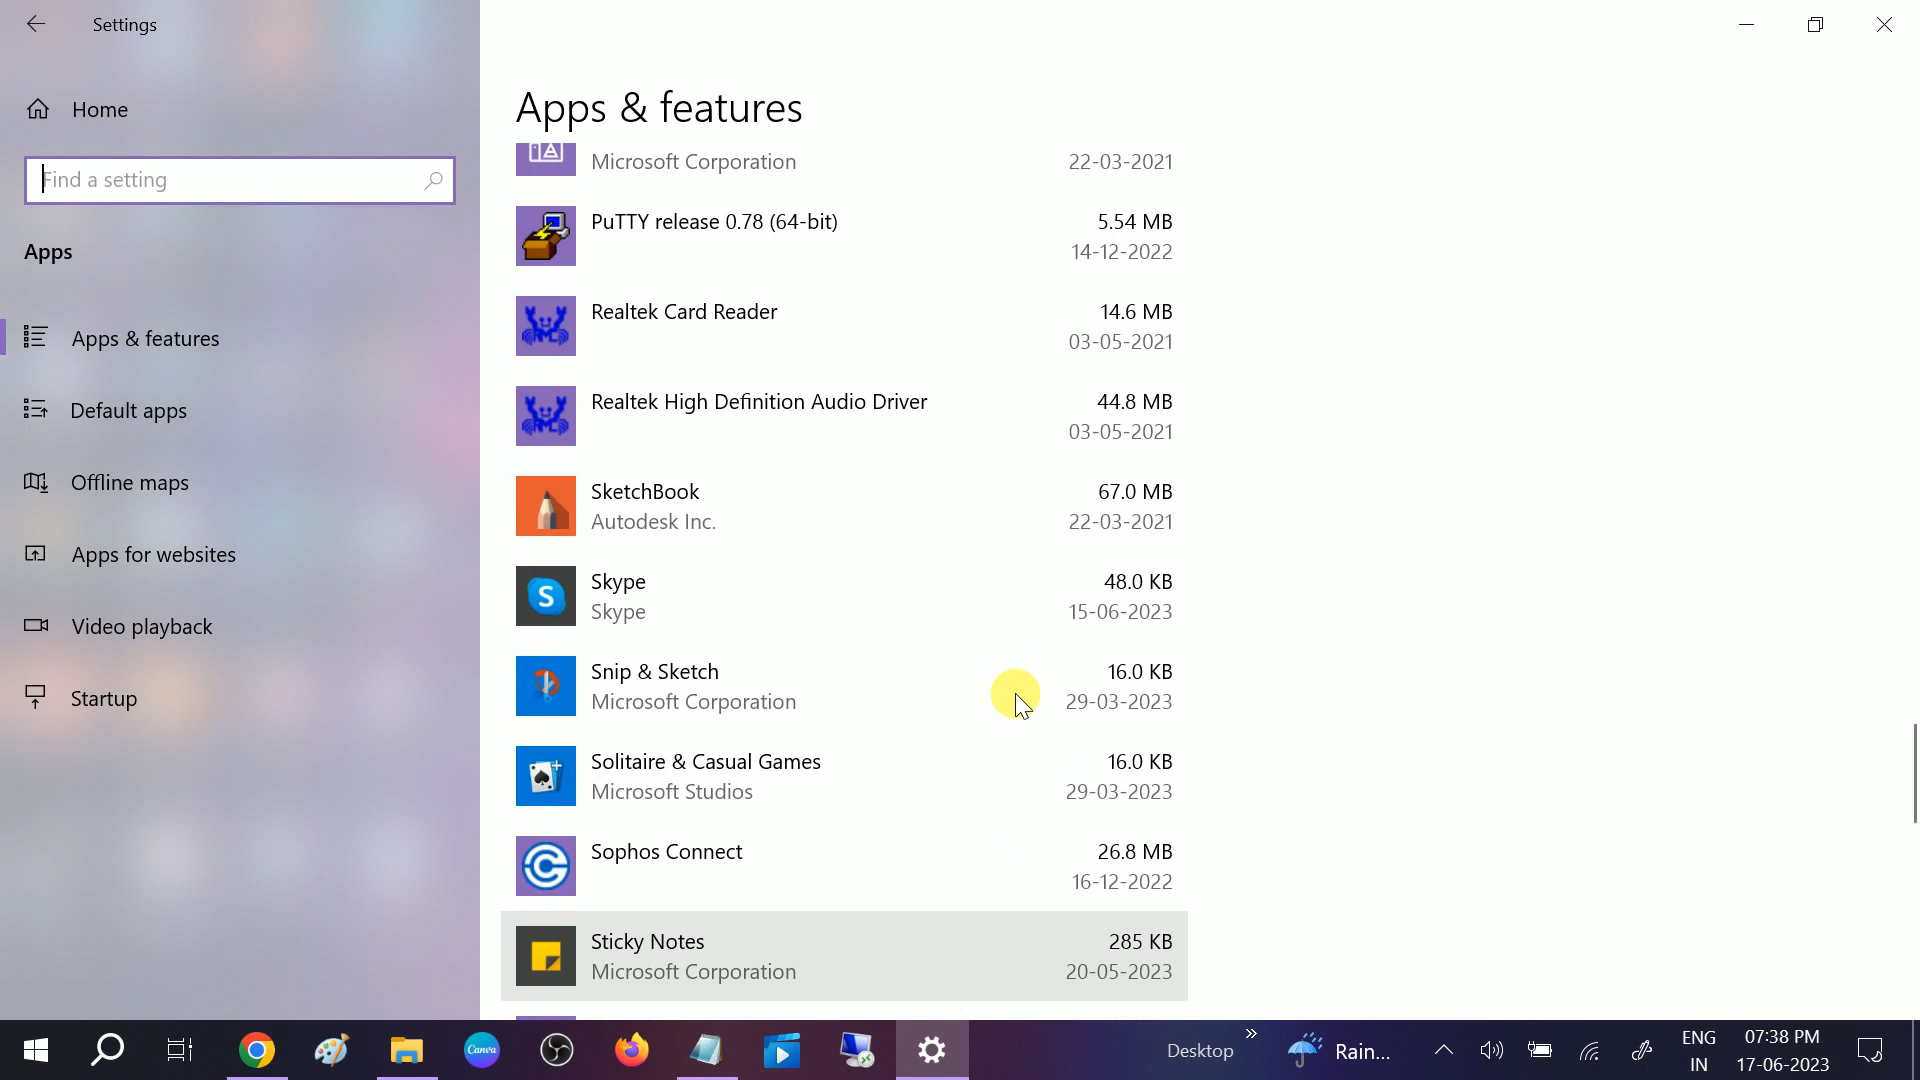 Settings
Home
Find a setting
Apps
Apps & features
Default apps
Offline maps
Apps for websites
Video playback
Startup
Apps & features
Microsoft Corporation 22-03-2021
PuTTY release 0.78 (64-bit) 5.54 MB
14-12-2022
Realtek Card Reader 14.6 MB
03-05-2021
Realtek High Definition Audio Driver 44.8 MB
03-05-2021
SketchBook 67.0 MB
Autodesk Inc. 22-03-2021
Skype 48.0 KB
Skype 15-06-2023
Snip & Sketch 16.0 KB
Microsoft Corporation 29-03-2023
Solitaire & Casual Games 16.0 KB
Microsoft Studios 29-03-2023
Sophos Connect 26.8 MB
16-12-2022
Sticky Notes 285 KB
Microsoft Corporation 20-05-2023
Canva
Desktop
Rain...
ENG
IN
07:38 PM
17-06-2023